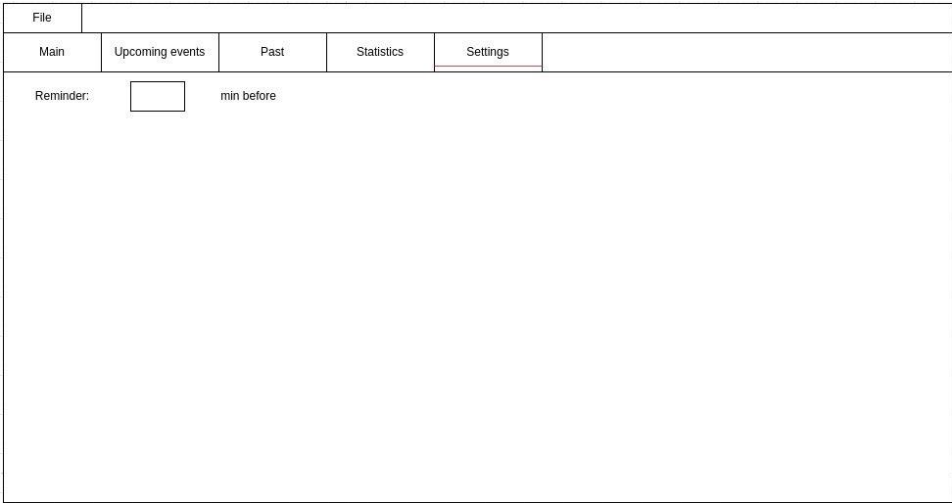 File
Main Upcoming events Past Statistics Settings
Reminder: min before